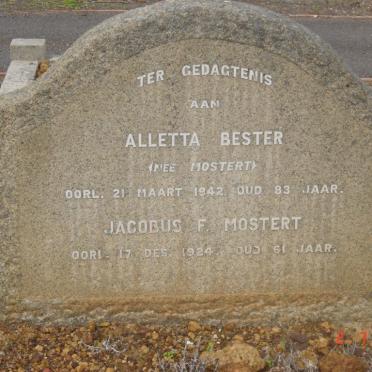 TER GEDAGTENIS
AAN
ALLETTA BESTER
(NEE MOSTERT)
OORL. 21 MAART 1942 OUD 83 JAAR.
JACOBUS F. MOSTERT
OORL. 17 DES. 1924, OUD 61 JAAR.